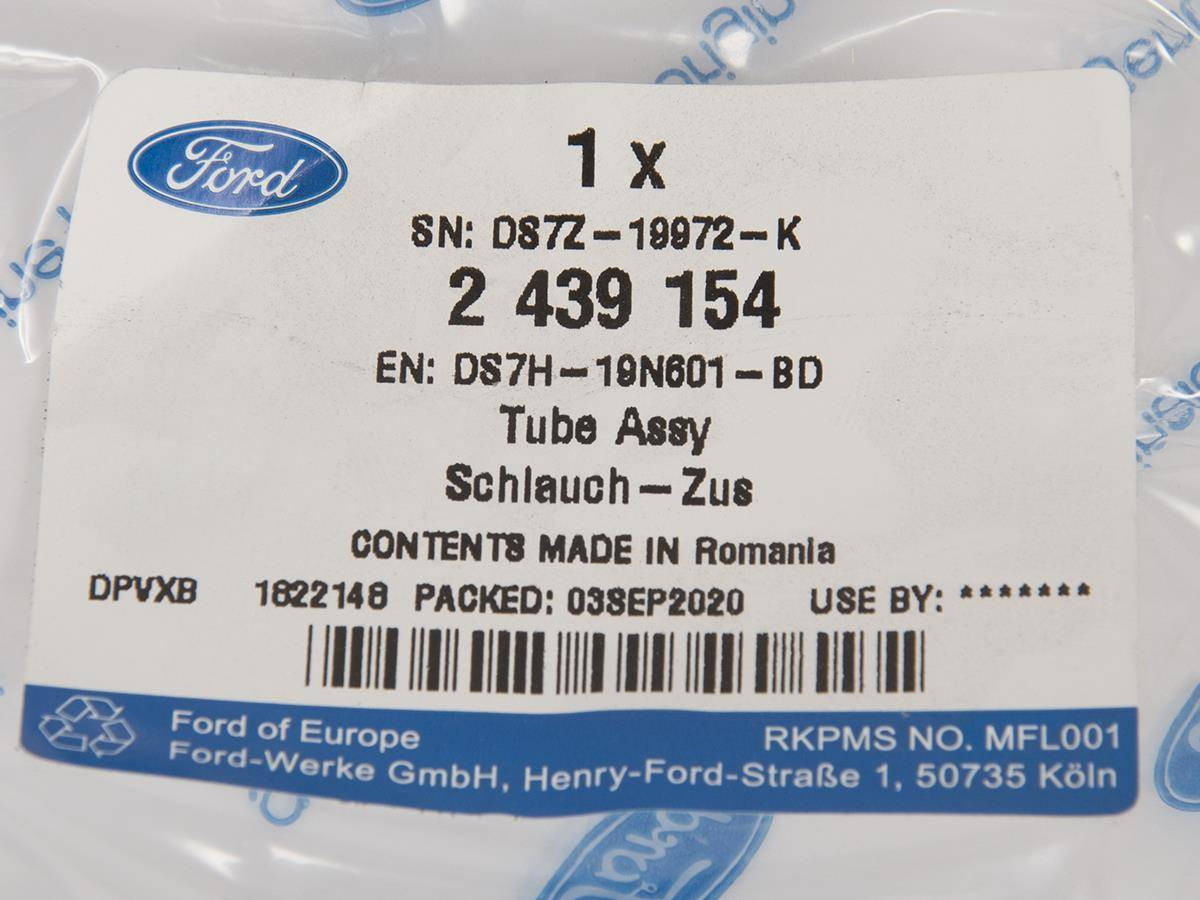 Ford
1 x
SN: DS7Z-19972-K
2 439 154
EN: DS7H-19N601-BD
Tube Assy
Schlauch-Zus
CONTENTS MADE IN Romania
DPVXB 1622148 PACKED: 03SEP2020 USE BY: *******
Ford of Europe RKPMS NO. MFL001
Ford-Werke GmbH, Henry-Ford-Straße 1, 50735 Köln